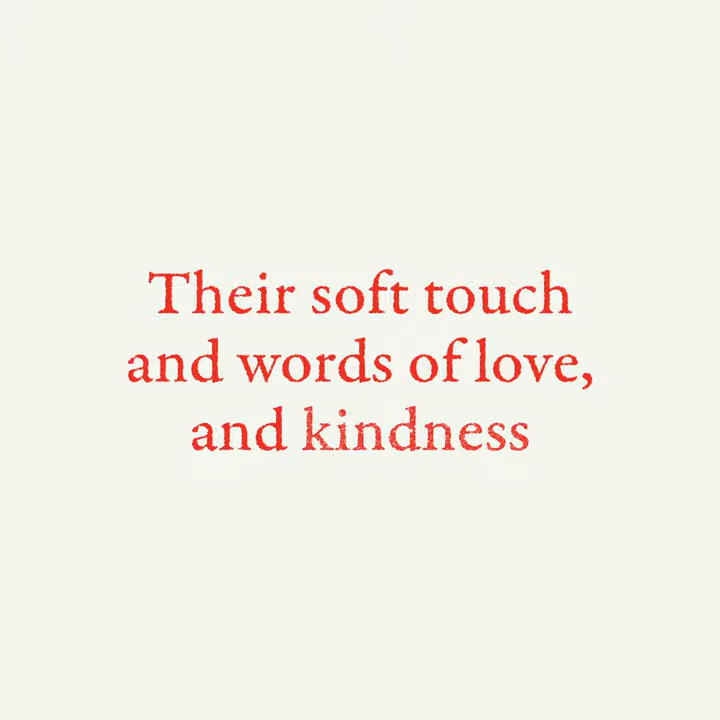 Their soft touch
and words of love,
and kindness